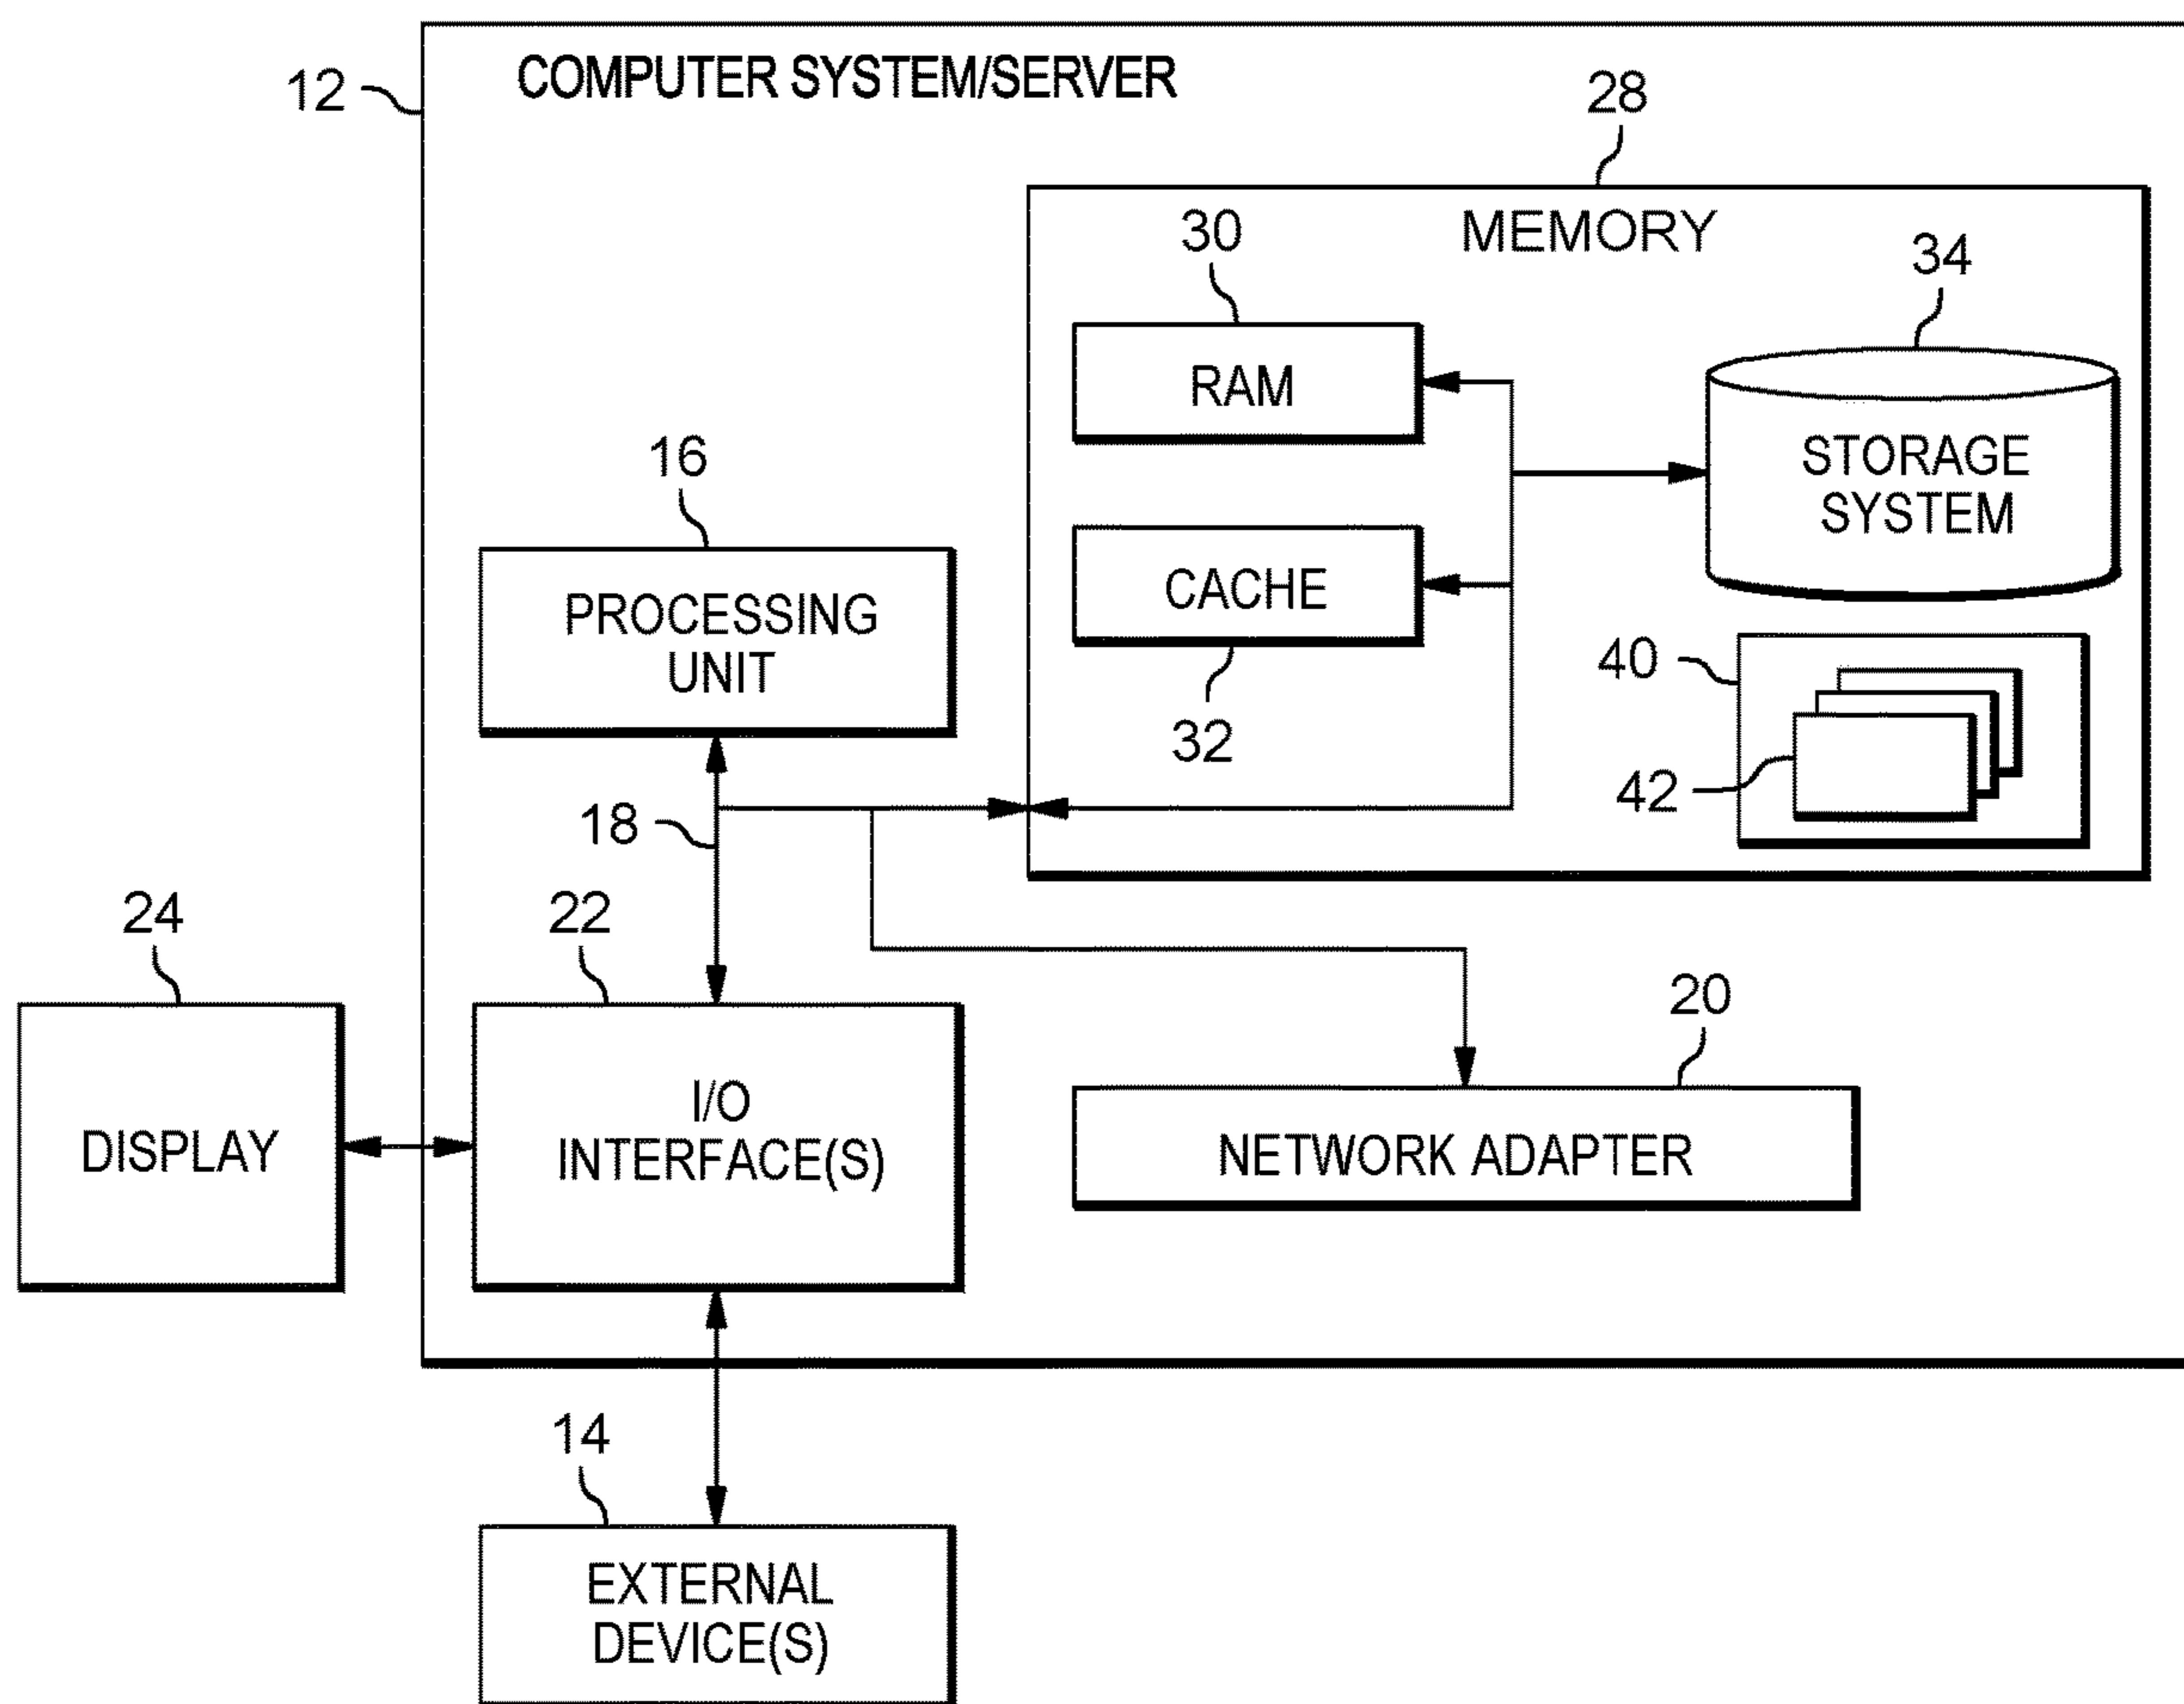 COMPUTER SYSTEM/SERVER
12
28
MEMORY
30
34
RAM
STORAGE
SYSTEM
16
PROCESSING
UNIT
CACHE
32
40
42
18
24
22
20
DISPLAY
I/O
INTERFACE(S)
NETWORK ADAPTER
14
EXTERNAL
DEVICE(S)